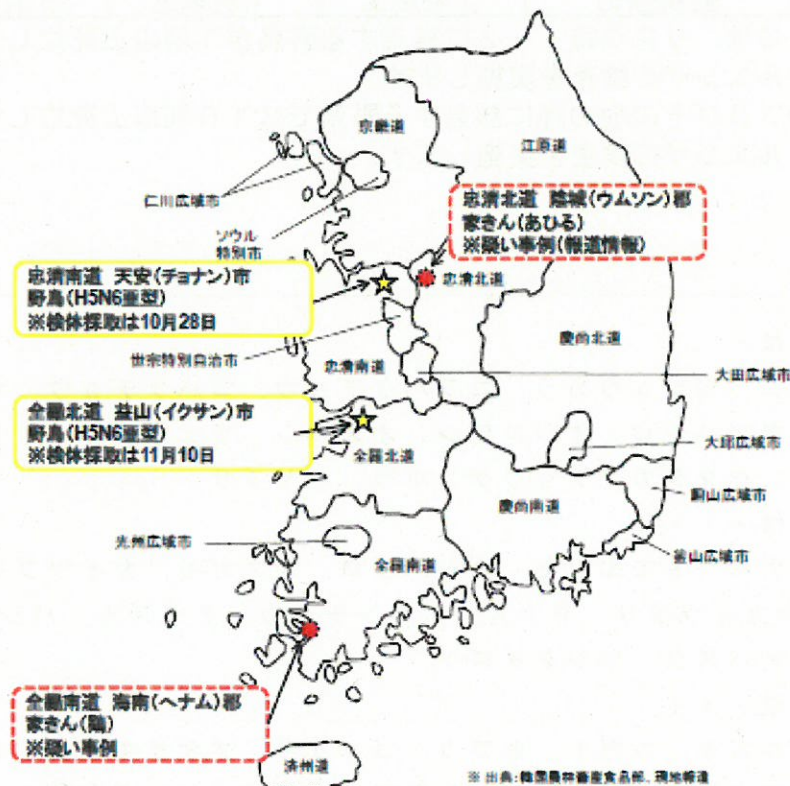 京畿道
江原道
仁川広域市
ソウル
特別市
忠清北道 陰城(ウムソン)郡
家きん(あひる)
※疑い事例(報道情報)
忠清南道 天安(チョナン)市
野鳥(H5N6亜型)
※検体採取は10月28日
忠清北道
世宗特別自治市
忠清南道
慶尚北道
大田広域市
全羅北道 益山(イクサン)市
野鳥(H5N6亜型)
※検体採取は11月10日
全羅北道
大邱広域市
慶尚南道
光州広域市
全羅南道
釜山広域市
全羅南道 海南(ヘナム)郡
家きん(鶏)
※疑い事例
済州道
※ 出典:韓国農林畜産食品部、現地報道